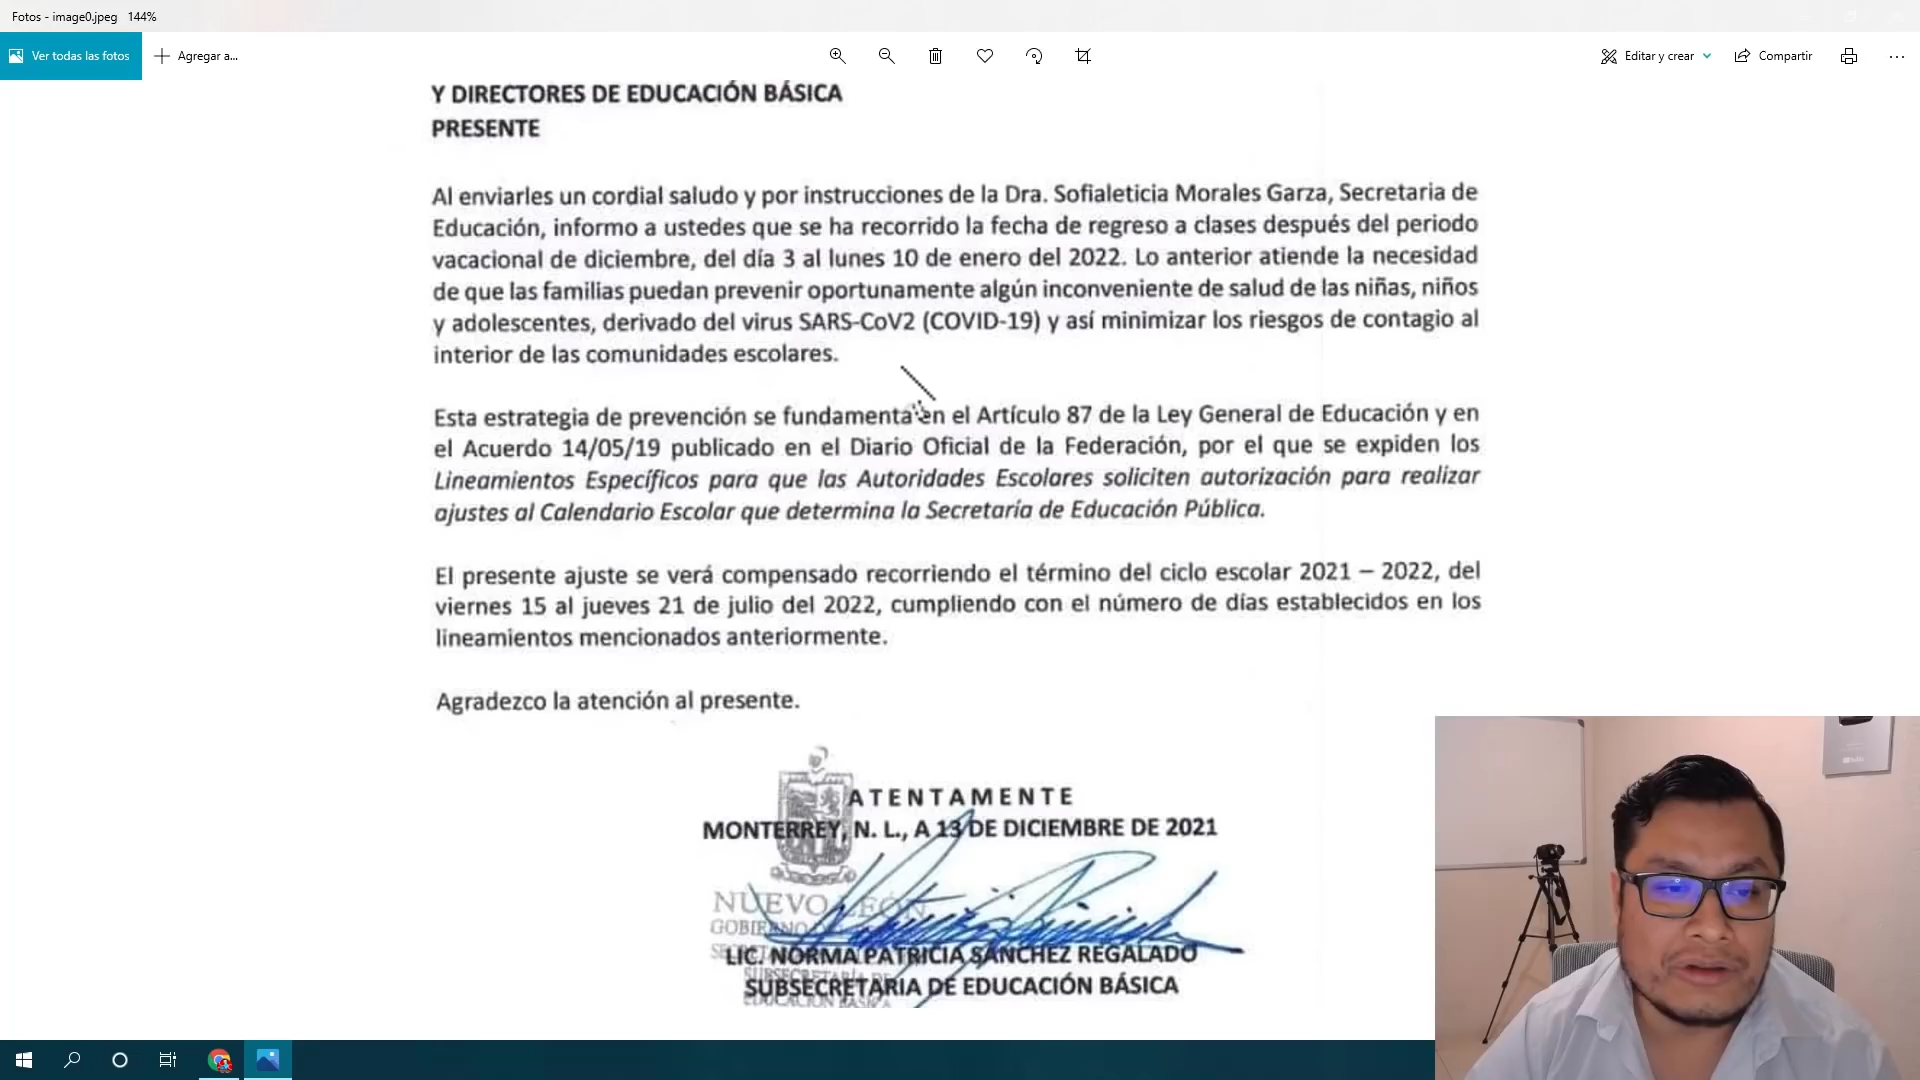 Fotos - image0.jpeg 144%
Ver todas las fotos
Agregar a...
Editar y crear
Compartir
Y DIRECTORES DE EDUCACIÓN BÁSICA
PRESENTE
Al enviarles un cordial saludo y por instrucciones de la Dra. Sofialeticia Morales Garza, Secretaria de
Educación, informo a ustedes que se ha recorrido la fecha de regreso a clases después del periodo
vacacional de diciembre, del día 3 al lunes 10 de enero del 2022. Lo anterior atiende la necesidad
de que las familias puedan prevenir oportunamente algún inconveniente de salud de las niñas, niños
y adolescentes, derivado del virus SARS-CoV2 (COVID-19) y así minimizar los riesgos de contagio al
interior de las comunidades escolares.
Esta estrategia de prevención se fundamenta en el Artículo 87 de la Ley General de Educación y en
el Acuerdo 14/05/19 publicado en el Diario Oficial de la Federación, por el que se expiden los
Lineamientos Específicos para que las Autoridades Escolares soliciten autorización para realizar
ajustes al Calendario Escolar que determina la Secretaría de Educación Pública.
El presente ajuste se verá compensado recorriendo el término del ciclo escolar 2021 – 2022, del
viernes 15 al jueves 21 de julio del 2022, cumpliendo con el número de días establecidos en los
lineamientos mencionados anteriormente.
Agradezco la atención al presente.
ATENTAMENTE
MONTERREY, N. L., A 13 DE DICIEMBRE DE 2021
NUEVO LEÓN
GOBIERNO
LIC. NORMA PATRICIA SÁNCHEZ REGALADO
SUBSECRETARÍA DE
SUBSECRETARIA DE EDUCACIÓN BÁSICA
EDUCACIÓN BÁSICA